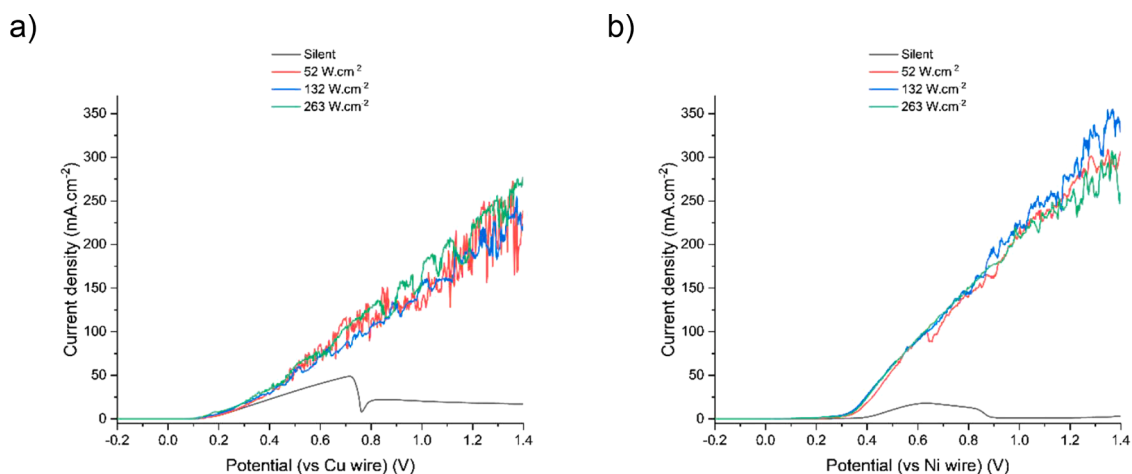 a)
Silent
52 W.cm⁻²
132 W.cm⁻²
263 W.cm⁻²
350
300
250
200
150
100
50
0
Current density (mA.cm⁻²)
-0.2 0.0 0.2 0.4 0.6 0.8 1.0 1.2 1.4
Potential (vs Cu wire) (V)
b)
Silent
52 W.cm⁻²
132 W.cm⁻²
263 W.cm⁻²
350
300
250
200
150
100
50
0
Current density (mA.cm⁻²)
-0.2 0.0 0.2 0.4 0.6 0.8 1.0 1.2 1.4
Potential (vs Ni wire) (V)